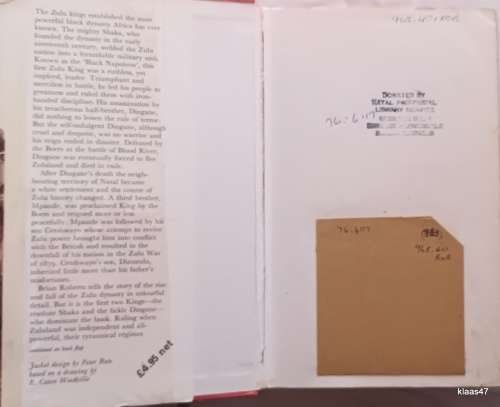 The Zulu kings established the most
powerful black dynasty Africa has ever
known. The mighty Shaka, who
founded the dynasty in the early
nineteenth century, welded the Zulu
nation into a formidable military unit.
Known as the 'Black Napoleon', this
first Zulu King was a ruthless, yet
inspired, leader. Triumphant and
merciless in battle, he led his people to
greatness and ruled them with iron-
handed discipline. His assassination by
his treacherous half-brother, Dingane,
did nothing to lessen the rule of terror.
But the self-indulgent Dingane, although
cruel and despotic, was no warrior and
his reign ended in disaster. Defeated by
the Boers at the battle of Blood River,
Dingane was eventually forced to flee
Zululand and died in exile.
After Dingane's death the neigh-
bouring territory of Natal became
a white settlement and the course of
Zulu history changed. A third brother,
Mpande, was proclaimed King by the
Boers and reigned more or less
peacefully; Mpande was followed by his
son Cetshwayo whose attempt to revive
Zulu power brought him into conflict
with the British and resulted in the
downfall of his nation in the Zulu War
of 1879. Cetshwayo's son, Dinuzulu,
inherited little more than his father's
misfortunes.
Brian Roberts tells the story of the rise
and fall of the Zulu dynasty in colourful
detail. But it is the first two Kings—the
resolute Shaka and the fickle Dingane—
who dominate the book. Ruling when
Zululand was independent and all-
powerful, their tyrannical regimes
continued on back flap
Jacket design by Peter
based on a drawing by
£4.95 net
DONATED BY
NATAL PROVINCIAL
LIBRARY SERVICE
76.617
76.617
968.40
klaas47